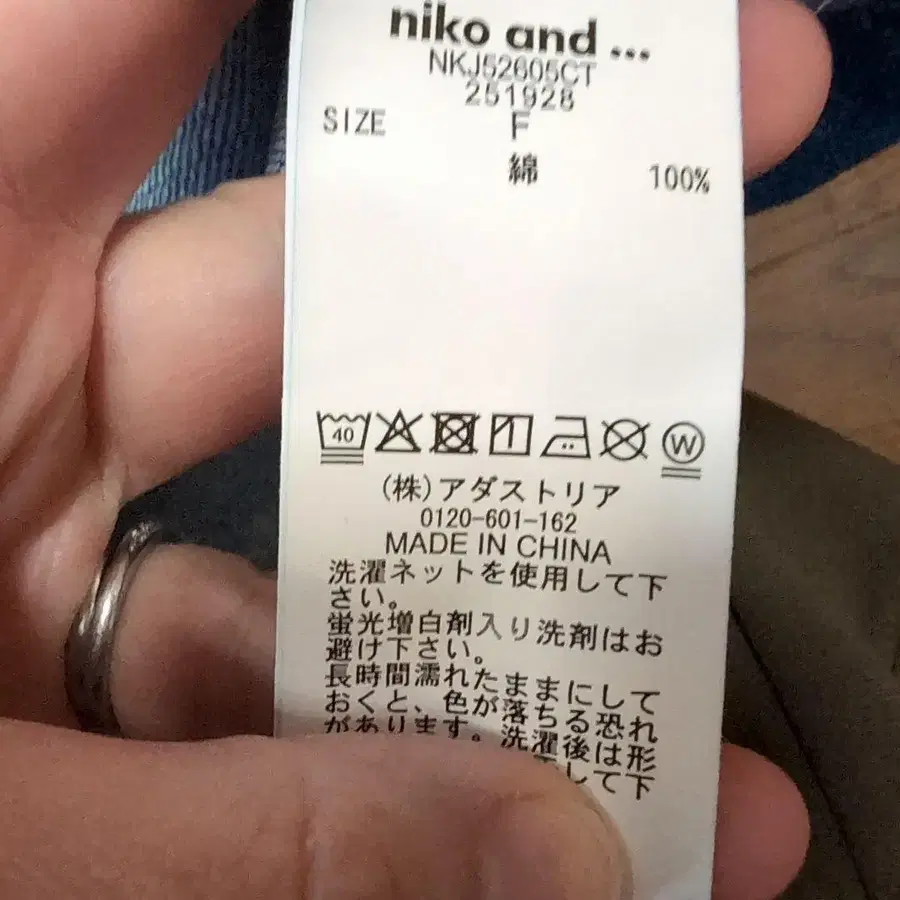 niko and ...
NKJ52605CT
251928
SIZE F
綿 100%
40
W
(株)アダストリア
0120-601-162
MADE IN CHINA
洗濯ネットを使用して下
さい。
蛍光増白剤入り洗剤はお
避け下さい。
長時間濡れたままにして
おくと、色が落ちる恐れ
があります。洗濯後は形
して下